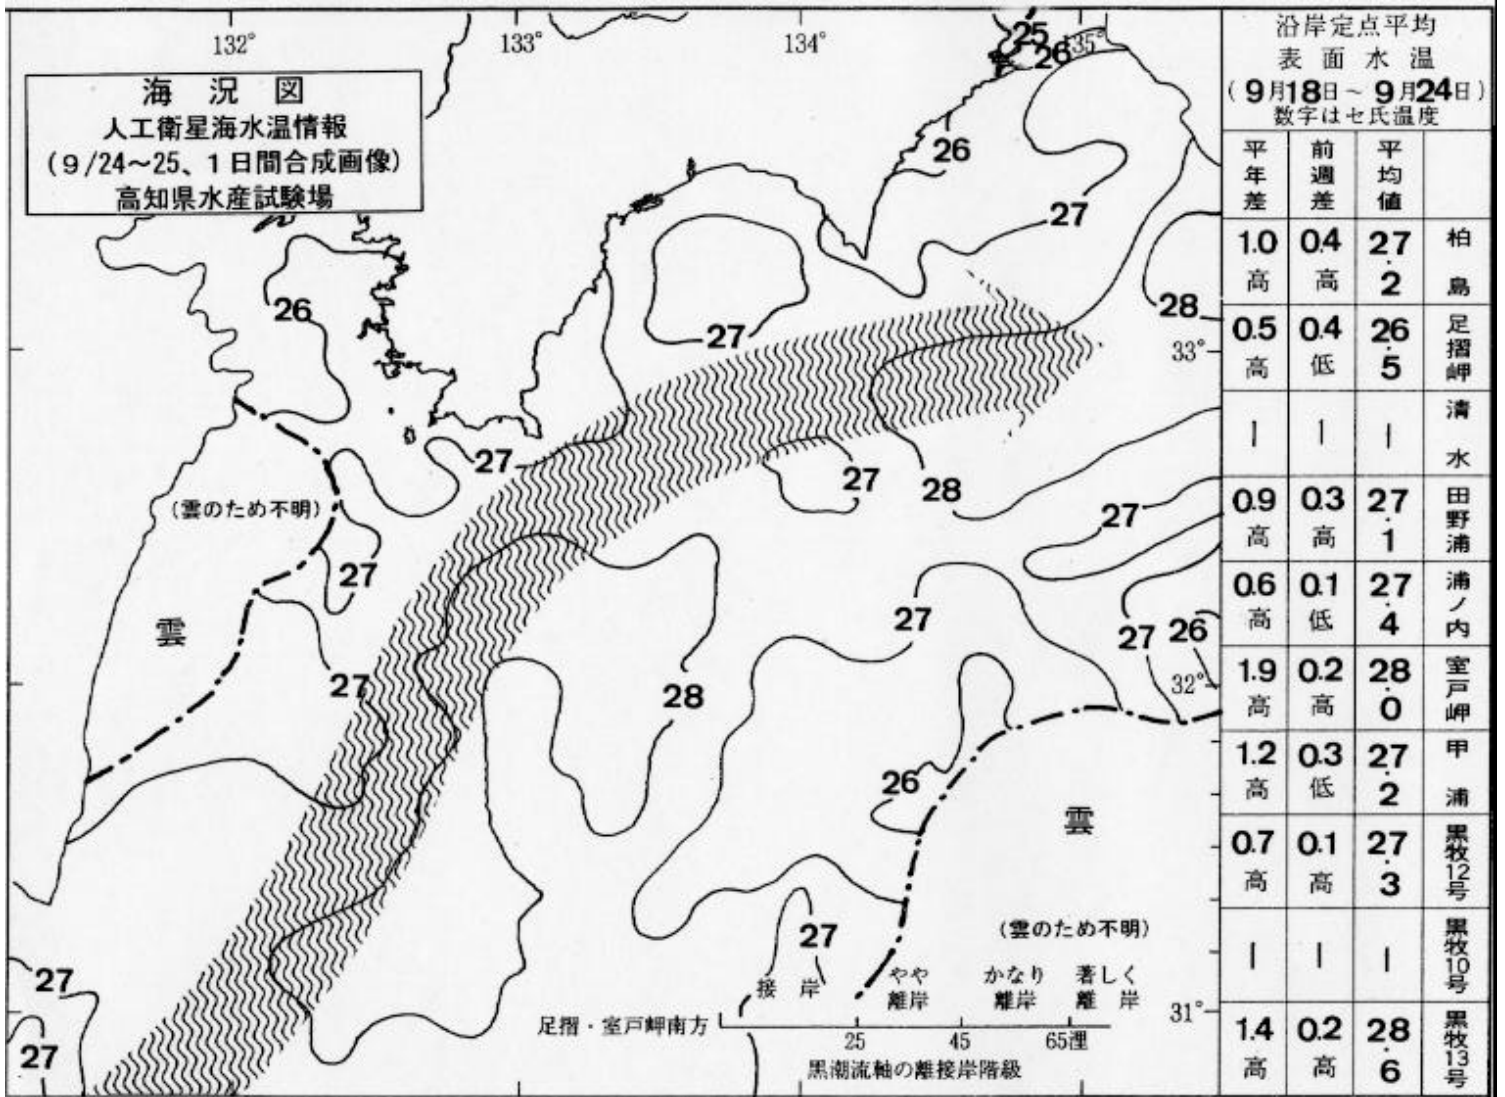 132°
133°
134°
135°
海況図
人工衛星海水温情報
(9/24~25、1日間合成画像)
高知県水産試験場
25
26
26
27
26
27
28
33°
27
27
28
27
(雲のため不明)
27
雲
27
27
27
26
32°
28
26
雲
27
27
27
(雲のため不明)
接岸
やや離岸
かなり離岸
著しく離岸
足摺・室戸岬南方
25
45
65浬
31°
黒潮流軸の離接岸階級
沿岸定点平均
表面水温
(9月18日~9月24日)
数字はセ氏温度
平年差 前週差 平均値
1.0高 0.4高 27.2 柏島
0.5高 0.4低 26.5 足摺岬
| | | 清水
0.9高 0.3高 27.1 田野浦
0.6高 0.1低 27.4 浦ノ内
1.9高 0.2高 28.0 室戸岬
1.2高 0.3低 27.2 甲浦
0.7高 0.1高 27.3 黒牧12号
| | | 黒牧10号
1.4高 0.2高 28.6 黒牧13号